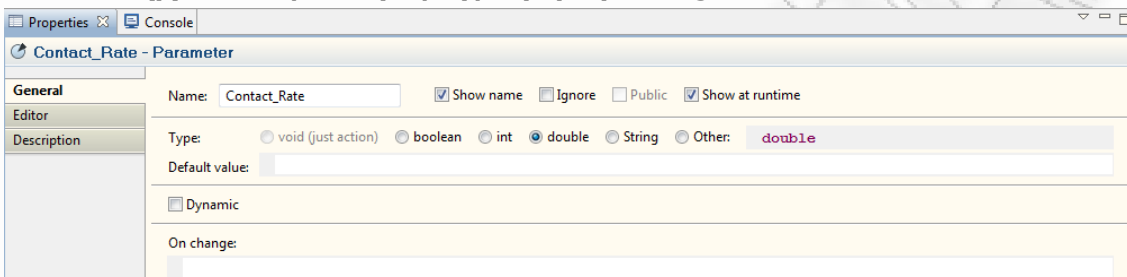 Properties Console
Contact_Rate - Parameter
General
Editor
Description
Name: Contact_Rate Show name Ignore Public Show at runtime
Type: void (just action) boolean int double String Other: double
Default value:
Dynamic
On change: